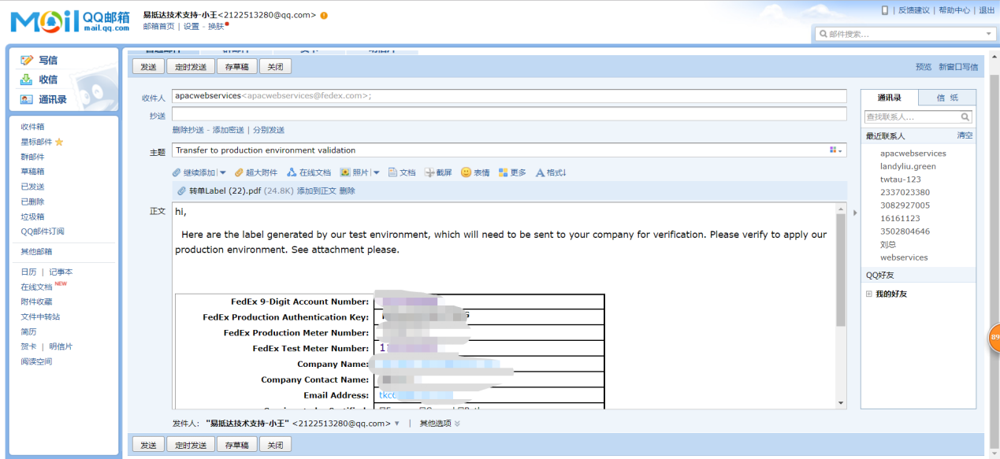 Mail QQ邮箱
mail.qq.com
易抵达技术支持-小王<2122513280@qq.com>
邮箱首页 | 设置 - 换肤
反馈建议 | 帮助中心 | 退出
邮件搜索...
写信
收信
通讯录
收件箱
星标邮件
群邮件
草稿箱
已发送
已删除
垃圾箱
QQ邮件订阅
其他邮箱
日历 | 记事本
在线文档 NEW
附件收藏
文件中转站
简历
贺卡 | 明信片
阅读空间
发送 定时发送 存草稿 关闭
预览 新窗口写信
收件人 apacwebservices<apacwebservices@fedex.com>;
抄送
删除抄送 - 添加密送 | 分别发送
主题 Transfer to production environment validation
继续添加 超大附件 在线文档 照片 文档 截屏 表情 更多 格式↓
转单Label (22).pdf (24.8K) 添加到正文 删除
正文 hi,
Here are the label generated by our test environment, which will need to be sent to your company for verification. Please verify to apply our
production environment. See attachment please.
FedEx 9-Digit Account Number:
FedEx Production Authentication Key:
FedEx Production Meter Number:
FedEx Test Meter Number:
Company Name:
Company Contact Name:
Email Address:
发件人: "易抵达技术支持-小王" <2122513280@qq.com> | 其他选项
发送 定时发送 存草稿 关闭
通讯录 信 纸
查找联系人...
最近联系人 清空
apacwebservices
landyliu.green
twtau-123
2337023380
3082927005
16161123
3502804646
刘总
webservices
QQ好友
我的好友
89